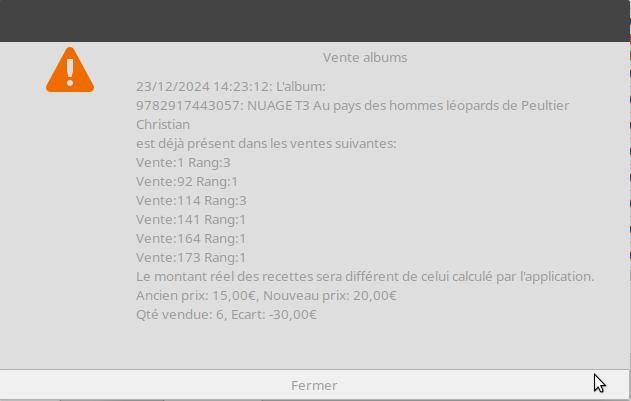 Vente albums
23/12/2024 14:23:12: L'album:
9782917443057: NUAGE T3 Au pays des hommes léopards de Peultier
Christian
est déjà présent dans les ventes suivantes:
Vente:1 Rang:3
Vente:92 Rang:1
Vente:114 Rang:3
Vente:141 Rang:1
Vente:164 Rang:1
Vente:173 Rang:1
Le montant réel des recettes sera différent de celui calculé par l'application.
Ancien prix: 15,00€, Nouveau prix: 20,00€
Qté vendue: 6, Ecart: -30,00€
Fermer